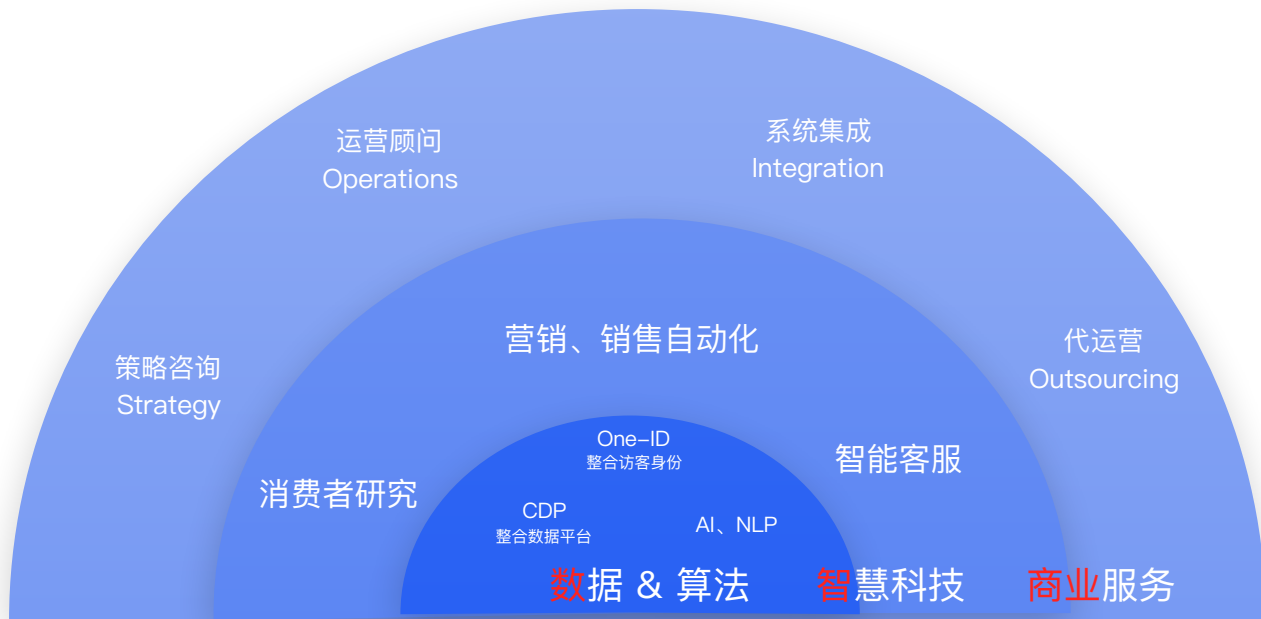 运营顾问
Operations
系统集成
Integration
策略咨询
Strategy
营销、销售自动化
代运营
Outsourcing
消费者研究
One-ID
整合访客身份
智能客服
CDP
整合数据平台
AI、NLP
数据 & 算法
智慧科技
商业服务